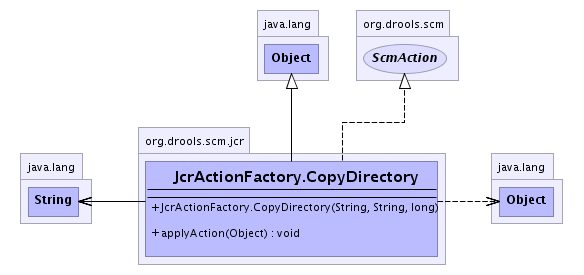 java.lang
Object
org.drools.scm
ScmAction
org.drools.scm.jcr
JcrActionFactory.CopyDirectory
+JcrActionFactory.CopyDirectory(String, String, long)
+applyAction(Object) : void
java.lang
String
java.lang
Object